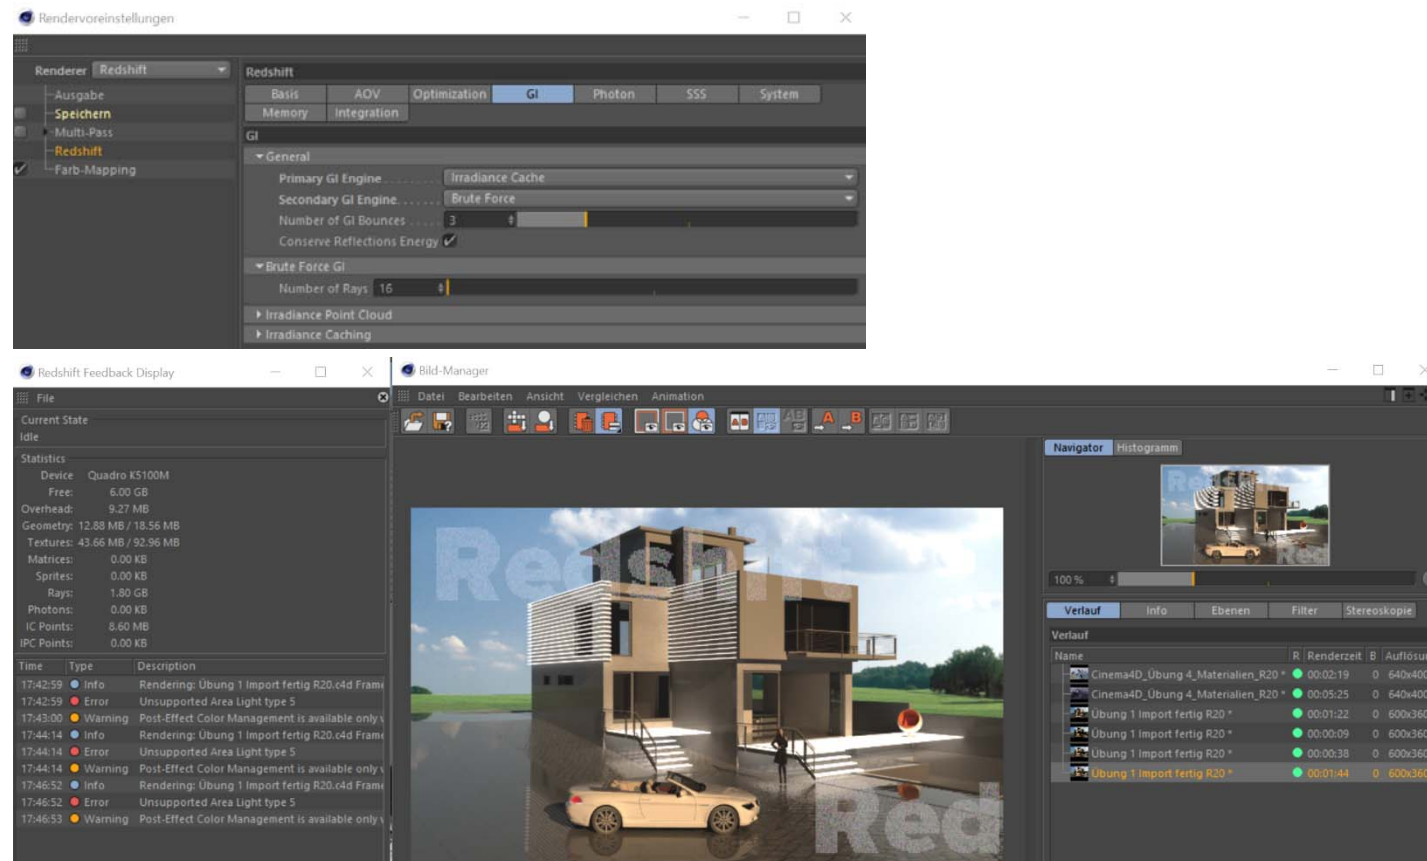 Rendervoreinstellungen
Renderer Redshift
Ausgabe
Speichern
Multi-Pass
Redshift
Farb-Mapping
Redshift
Basis AOV Optimization GI Photon SSS System
Memory Integration
GI
General
Primary GI Engine Irradiance Cache
Secondary GI Engine Brute Force
Number of GI Bounces 3
Conserve Reflections Energy
Brute Force GI
Number of Rays 16
Irradiance Point Cloud
Irradiance Caching
Redshift Feedback Display
File
Current State
Idle
Statistics
Device Quadro K5100M
Free: 6.00 GB
Overhead: 9.27 MB
Geometry: 12.88 MB / 18.56 MB
Textures: 43.66 MB / 92.96 MB
Matrices: 0.00 KB
Sprites: 0.00 KB
Rays: 1.80 GB
Photons: 0.00 KB
IC Points: 8.60 MB
IPC Points: 0.00 KB
Time Type Description
17:42:59 Info Rendering: Übung 1 Import fertig R20.c4d Frame
17:42:59 Error Unsupported Area Light type 5
17:43:00 Warning Post-Effect Color Management is available only
17:44:14 Info Rendering: Übung 1 Import fertig R20.c4d Frame
17:44:14 Error Unsupported Area Light type 5
17:44:14 Warning Post-Effect Color Management is available only
17:46:52 Info Rendering: Übung 1 Import fertig R20.c4d Frame
17:46:52 Error Unsupported Area Light type 5
17:46:53 Warning Post-Effect Color Management is available only
Bild-Manager
Datei Bearbeiten Ansicht Vergleichen Animation
Redshift
Red
Navigator Histogramm
Redshift
Redshift
100 %
Verlauf Info Ebenen Filter Stereoskopie
Verlauf
Name R Renderzeit B Auflösu
Cinema4D_Übung 4_Materialien_R20 * 00:02:19 0 640x400
Cinema4D_Übung 4_Materialien_R20 * 00:05:25 0 640x400
Übung 1 Import fertig R20 * 00:01:22 0 600x360
Übung 1 Import fertig R20 * 00:00:09 0 600x360
Übung 1 Import fertig R20 * 00:00:38 0 600x360
Übung 1 Import fertig R20 * 00:01:44 0 600x360